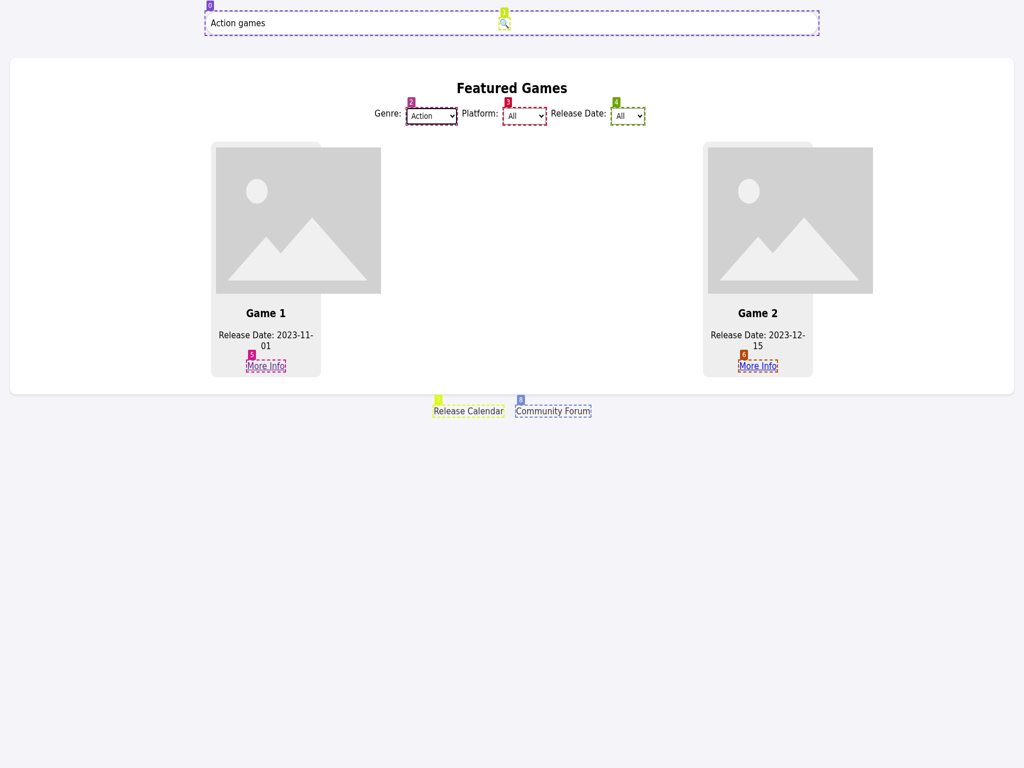 0
Action games
1
🔍
Featured Games
2
3
4
Genre: Action Platform: All Release Date: All
Game 1
Release Date: 2023-11-
01
5
More Info
Game 2
Release Date: 2023-12-
15
6
More Info
7
8
Release Calendar
Community Forum